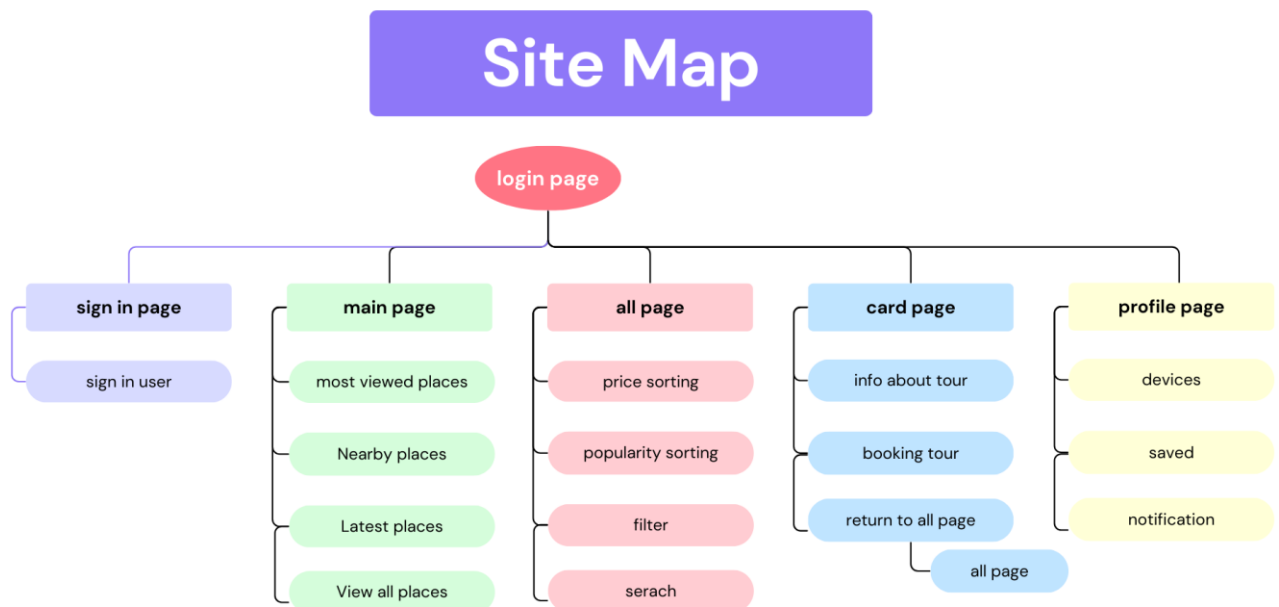 Site Map
login page
sign in page
main page
all page
card page
profile page
sign in user
most viewed places
price sorting
info about tour
devices
Nearby places
popularity sorting
booking tour
saved
Latest places
filter
return to all page
notification
View all places
serach
all page